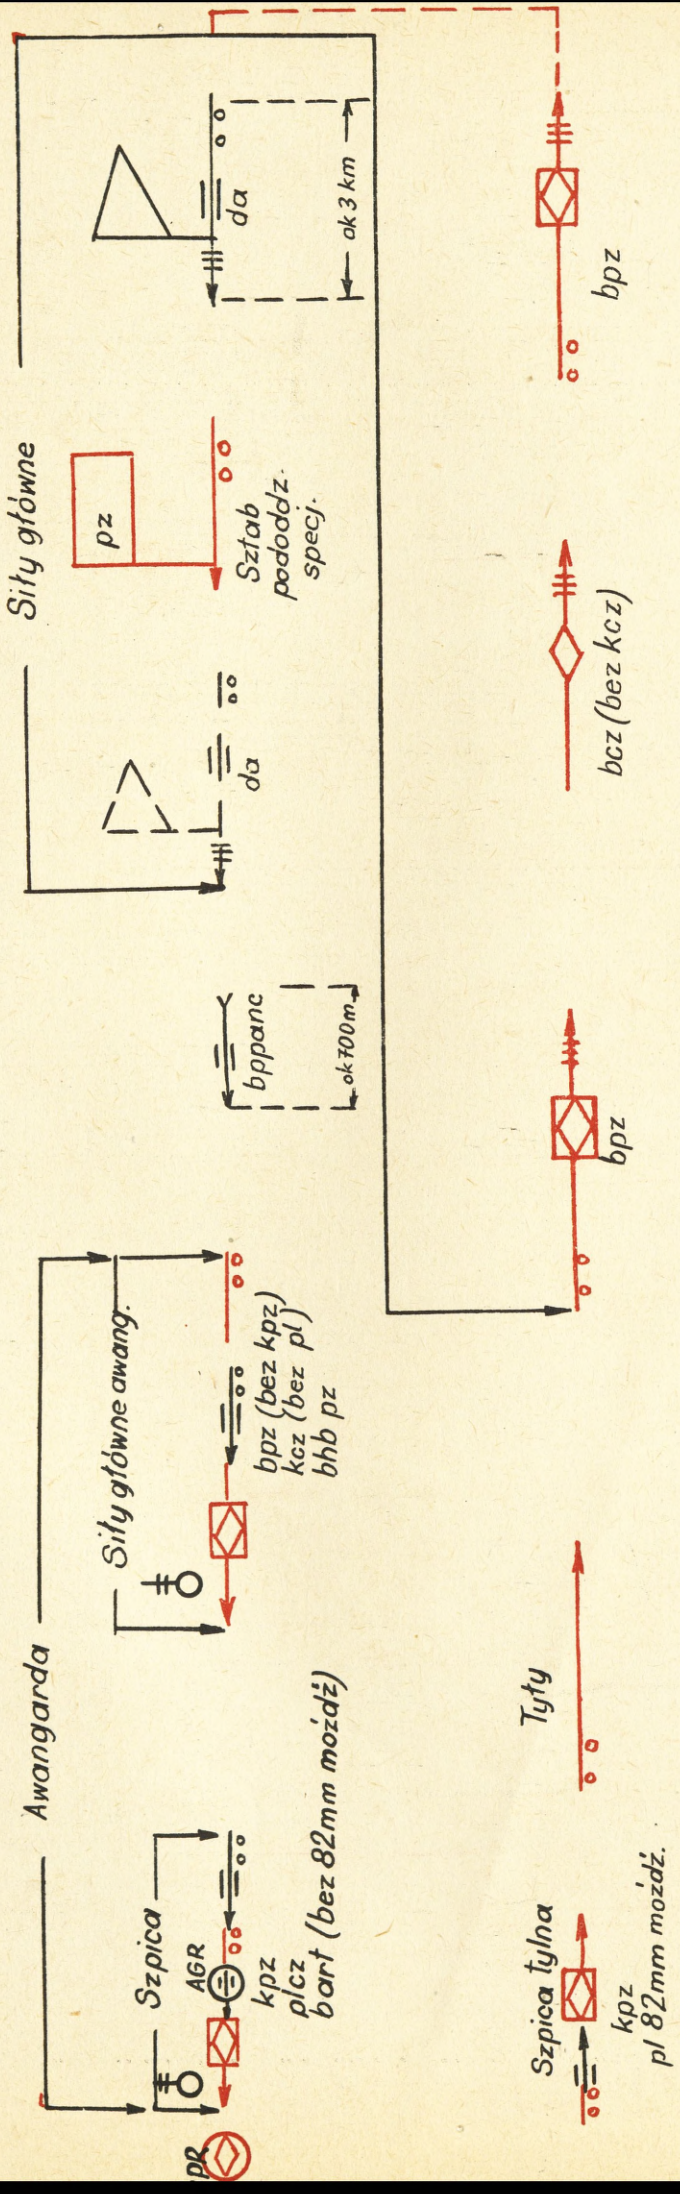 PR
Awangarda
Szpica
AGR
kpz
plcz
bart (bez 82mm moźdź)
Siły główne awang.
bpz (bez kpz)
kcz (bez pl)
bhb pz
bppanc
ok 700m
Siły główne
da
pz
Sztab
pododdz.
specj.
da
ok 3 km
Szpica tylna
kpz
pl 82mm moźdź.
Tyły
bpz
bcz (bez kcz)
bpz